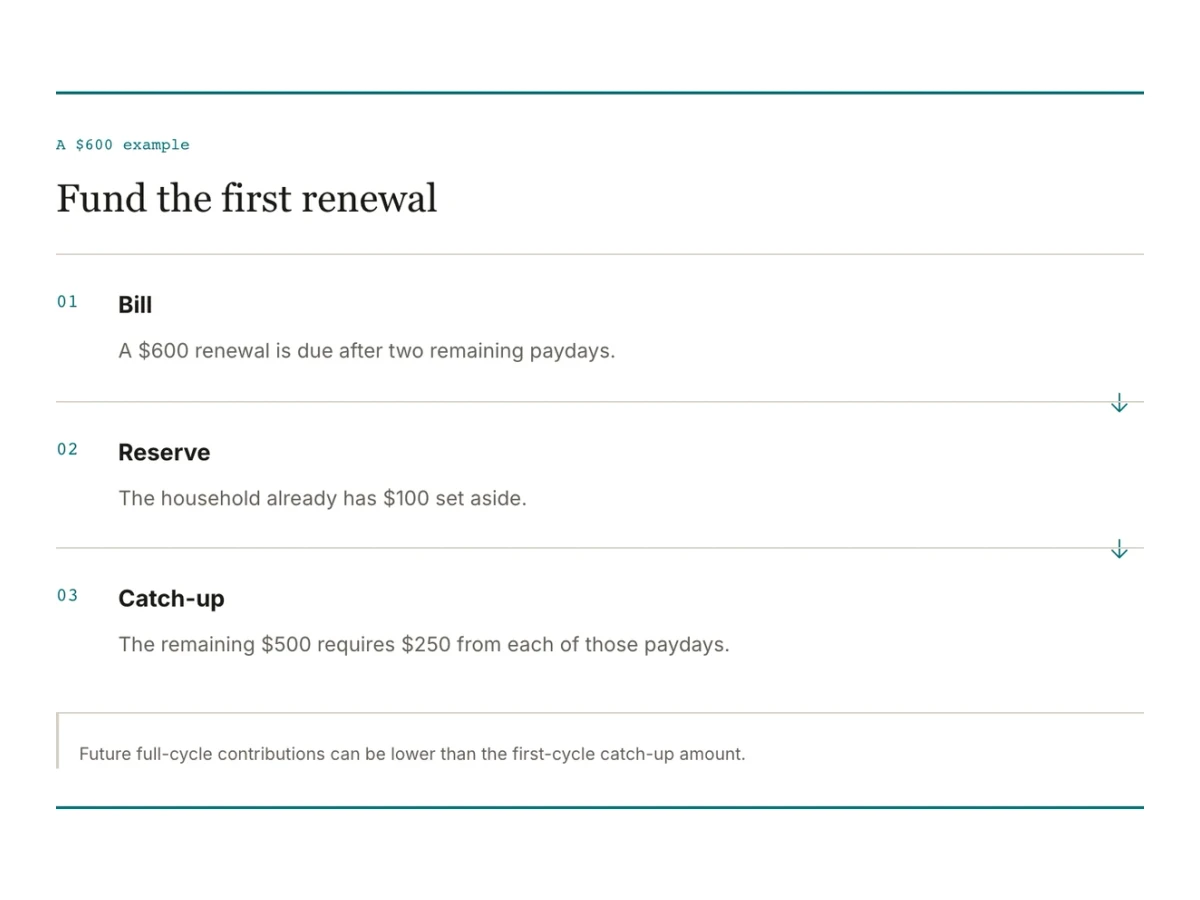 A $600 example
Fund the first renewal
01
Bill
A $600 renewal is due after two remaining paydays.
02
Reserve
The household already has $100 set aside.
03
Catch-up
The remaining $500 requires $250 from each of those paydays.
Future full-cycle contributions can be lower than the first-cycle catch-up amount.